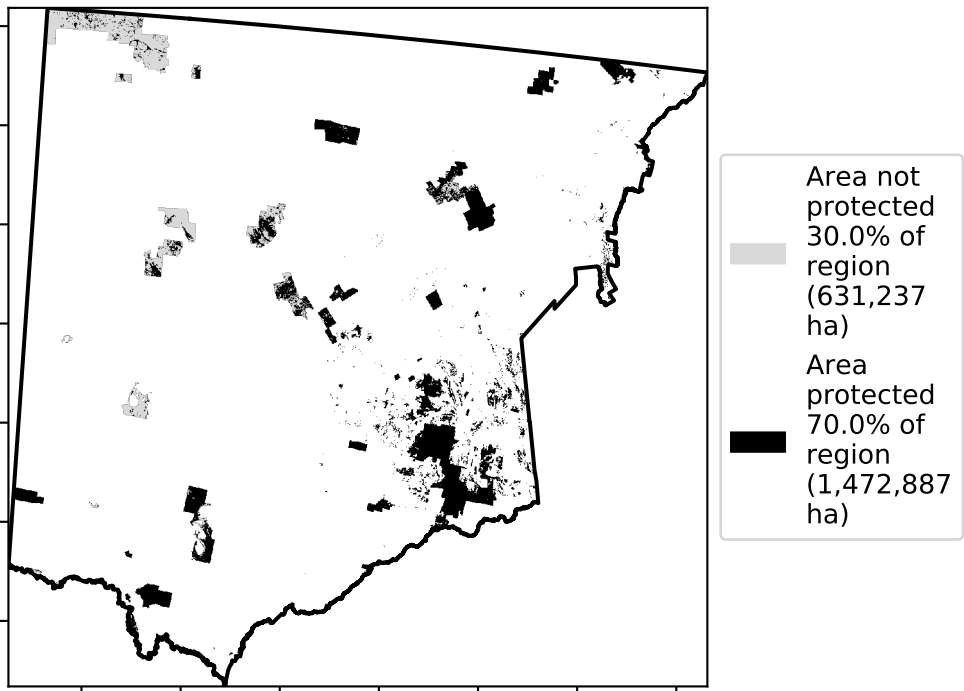 Area not
protected
30.0% of
region
(631,237
ha)
Area
protected
70.0% of
region
(1,472,887
ha)